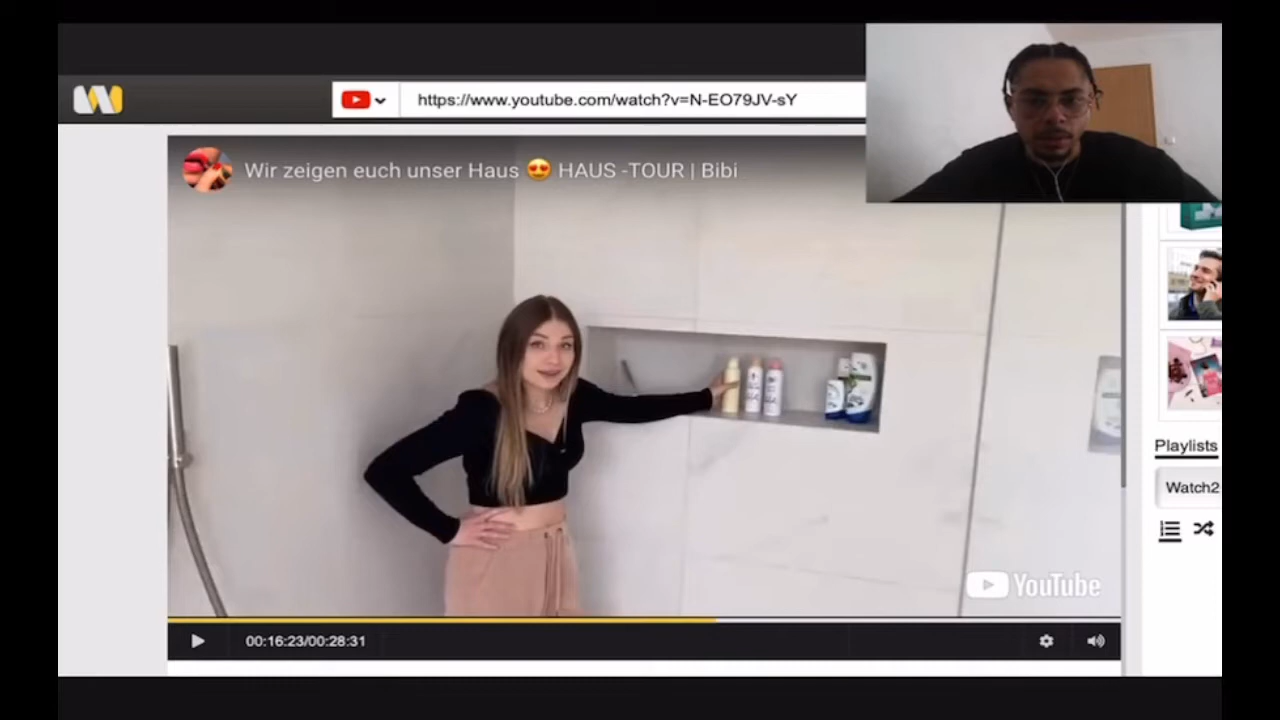 https://www.youtube.com/watch?v=N-EO79JV-sY
Wir zeigen euch unser Haus 😍 HAUS -TOUR | Bibi
Playlists
Watch2
YouTube
00:16:23/00:28:31